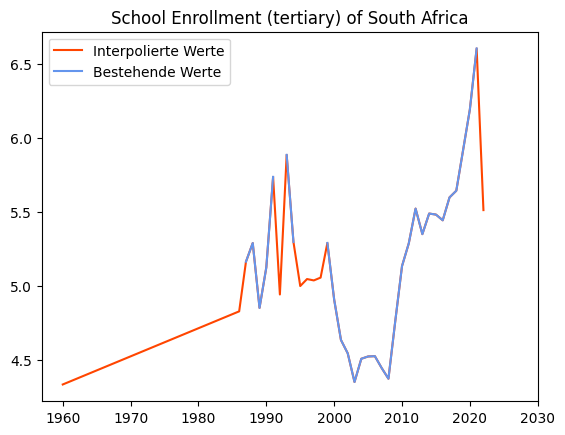 School Enrollment (tertiary) of South Africa
Interpolierte Werte
Bestehende Werte
6.5
6.0
5.5
5.0
4.5
1960 1970 1980 1990 2000 2010 2020 2030